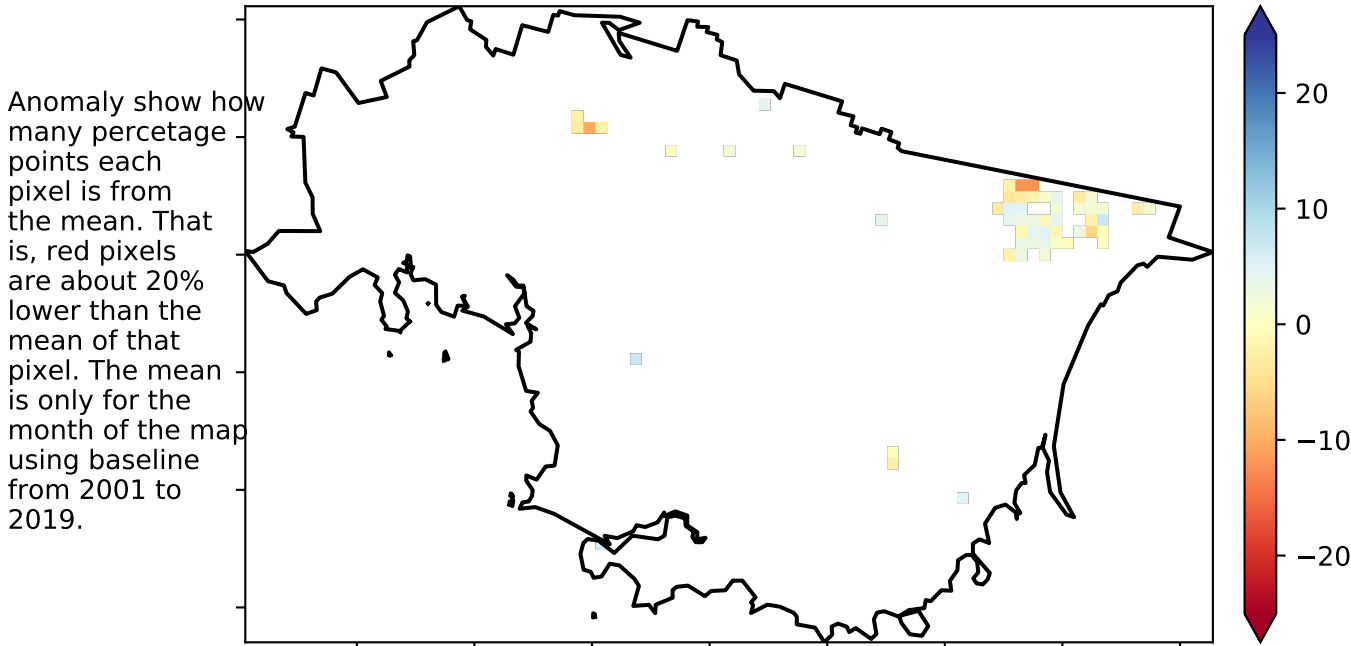 Anomaly show how
many percetage
points each
pixel is from
the mean. That
is, red pixels
are about 20%
lower than the
mean of that
pixel. The mean
is only for the
month of the map
using baseline
from 2001 to
2019.
20
10
0
−10
−20